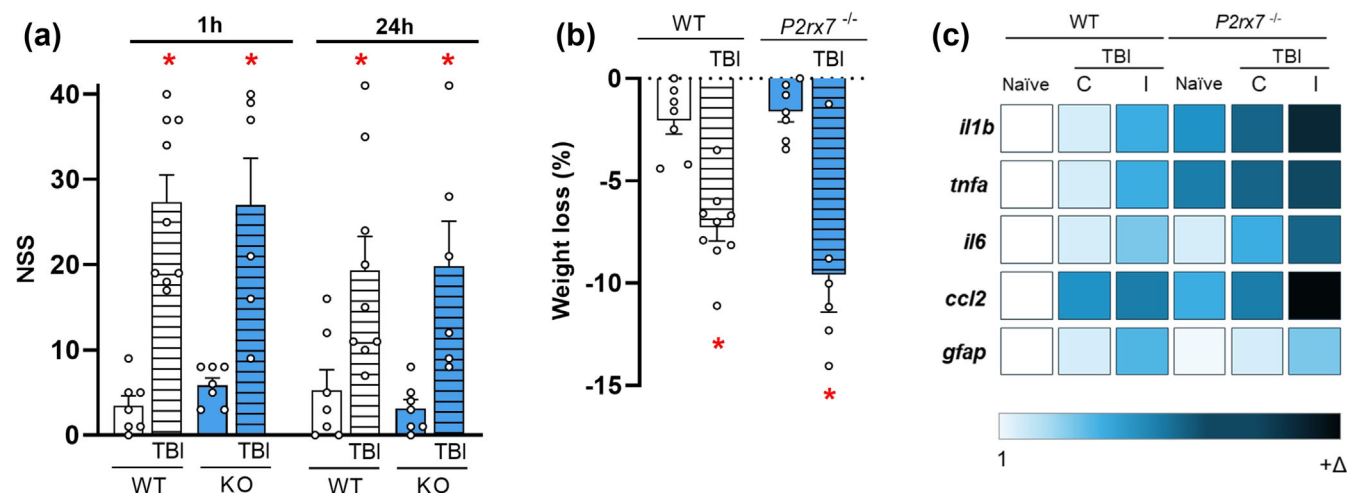 (a)
1h
24h
* * * *
NSS
40
30
20
10
0
TBI TBI TBI TBI
WT KO WT KO
(b)
WT P2rx7 -/-
TBI TBI
Weight loss (%)
0
-5
-10
-15
*
*
(c)
WT P2rx7 -/-
TBI TBI
Naïve C I Naïve C I
il1b
tnfa
il6
ccl2
gfap
1 +Δ